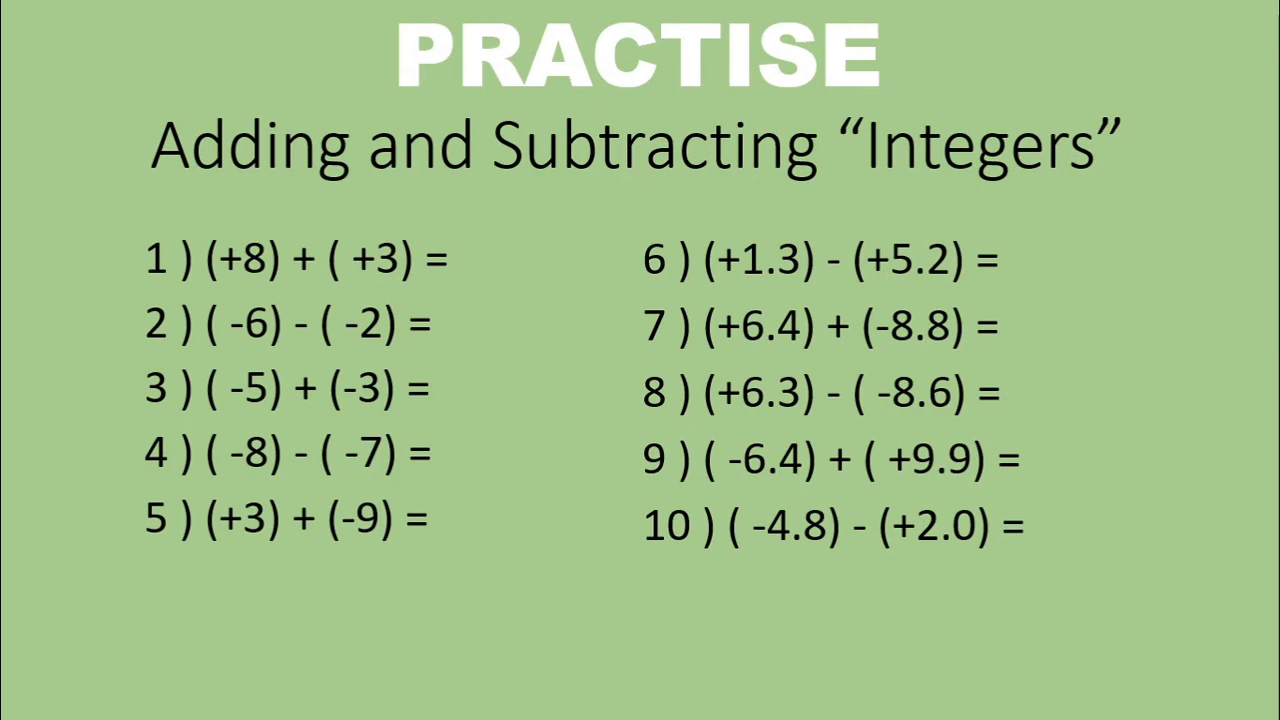 PRACTISE
Adding and Subtracting “Integers”
1 ) (+8) + ( +3) =
2 ) ( -6) - ( -2) =
3 ) ( -5) + (-3) =
4 ) ( -8) - ( -7) =
5 ) (+3) + (-9) =
6 ) (+1.3) - (+5.2) =
7 ) (+6.4) + (-8.8) =
8 ) (+6.3) - ( -8.6) =
9 ) ( -6.4) + ( +9.9) =
10 ) ( -4.8) - (+2.0) =